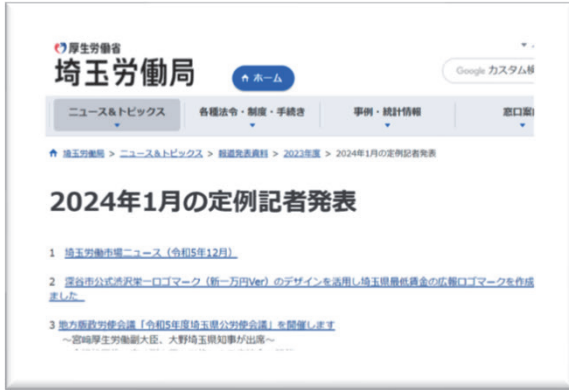 厚生労働省
埼玉労働局
ホーム
Google カスタム検
ニュース&トピックス 各種法令・制度・手続き 事例・統計情報 窓口案
埼玉労働局 > ニュース&トピックス > 報道発表資料 > 2023年度 > 2024年1月の定例記者発表
2024年1月の定例記者発表
1 埼玉労働市場ニュース（令和5年12月）
2 深谷市公式渋沢栄一ロゴマーク（新一万円Ver）のデザインを活用し埼玉県最低賃金の広報ロゴマークを作成
ました
3 地方版政労使会議「令和5年度埼玉県公労使会議」を開催します
～宮﨑厚生労働副大臣、大野埼玉県知事が出席～